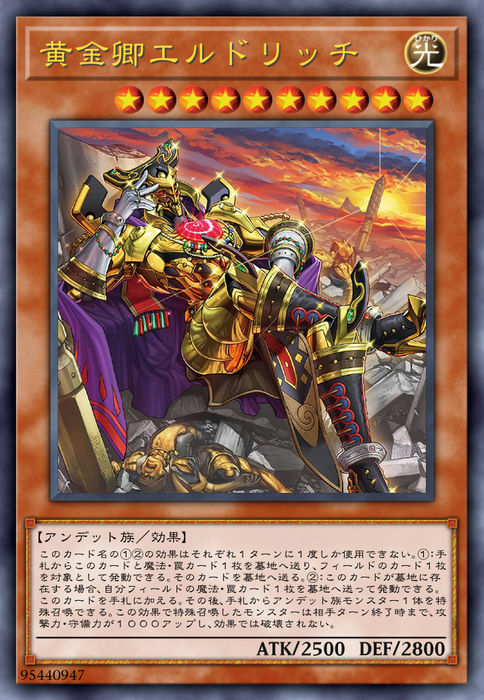 黄金卿エルドリッチ
ひかり
光
【アンデット族／効果】
このカード名の①②の効果はそれぞれ１ターンに１度しか使用できない。①：手
札からこのカードと魔法・罠カード１枚を墓地へ送り、フィールドのカード１枚
を対象として発動できる。そのカードを墓地へ送る。②：このカードが墓地に存
在する場合、自分フィールドの魔法・罠カード１枚を墓地へ送って発動できる。
このカードを手札に加える。その後、手札からアンデット族モンスター１体を特
殊召喚できる。この効果で特殊召喚したモンスターは相手ターン終了時まで、攻
撃力・守備力が１０００アップし、効果では破壊されない。
ATK/2500 DEF/2800
95440947